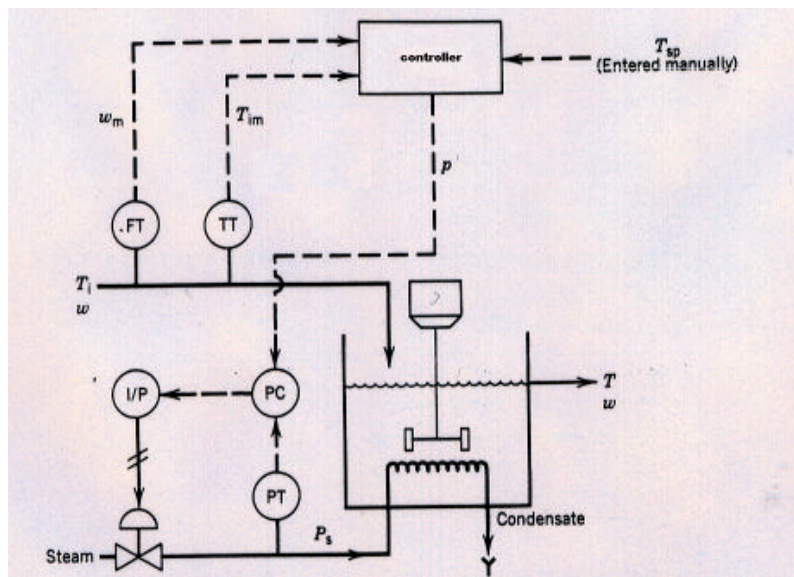 controller
T_sp
(Entered manually)
w_m
T_im
p
.FT
TT
T_i
w
T
w
I/P
PC
PT
P_s
Condensate
Steam